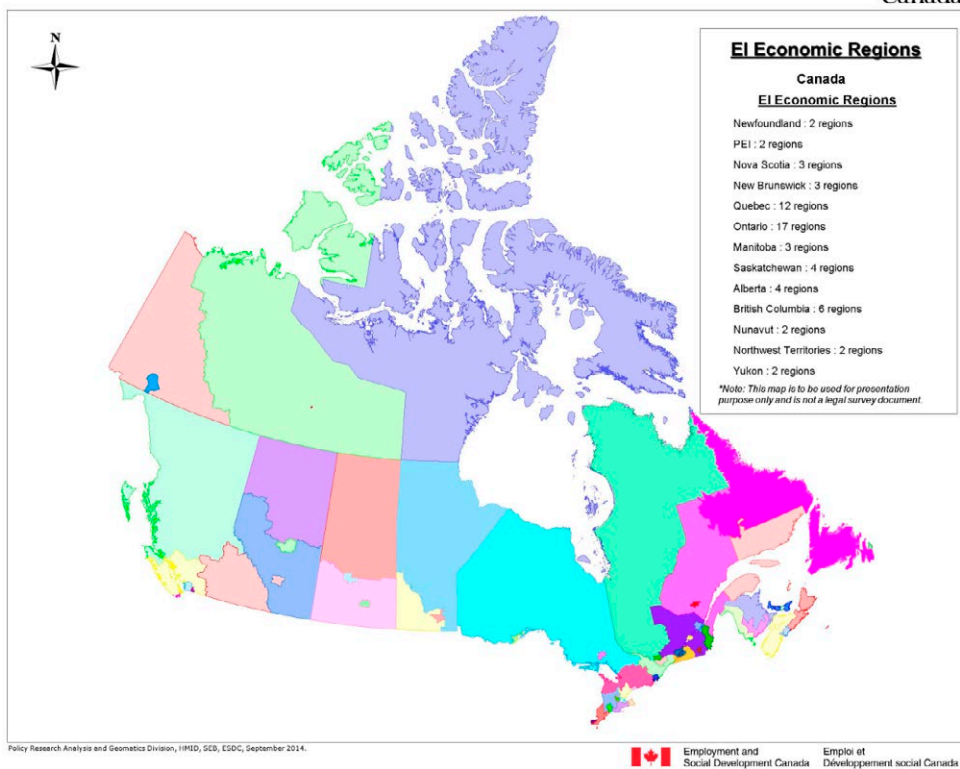 Canada
N
EI Economic Regions
Canada
EI Economic Regions
Newfoundland : 2 regions
PEI : 2 regions
Nova Scotia : 3 regions
New Brunswick : 3 regions
Quebec : 12 regions
Ontario : 17 regions
Manitoba : 3 regions
Saskatchewan : 4 regions
Alberta : 4 regions
British Columbia : 6 regions
Nunavut : 2 regions
Northwest Territories : 2 regions
Yukon : 2 regions
*Note: This map is to be used for presentation
purpose only and is not a legal survey document.
Policy Research Analysis and Geomatics Division, HMID, SEB, ESDC, September 2014.
Employment and Emploi et
Social Development Canada Développement social Canada